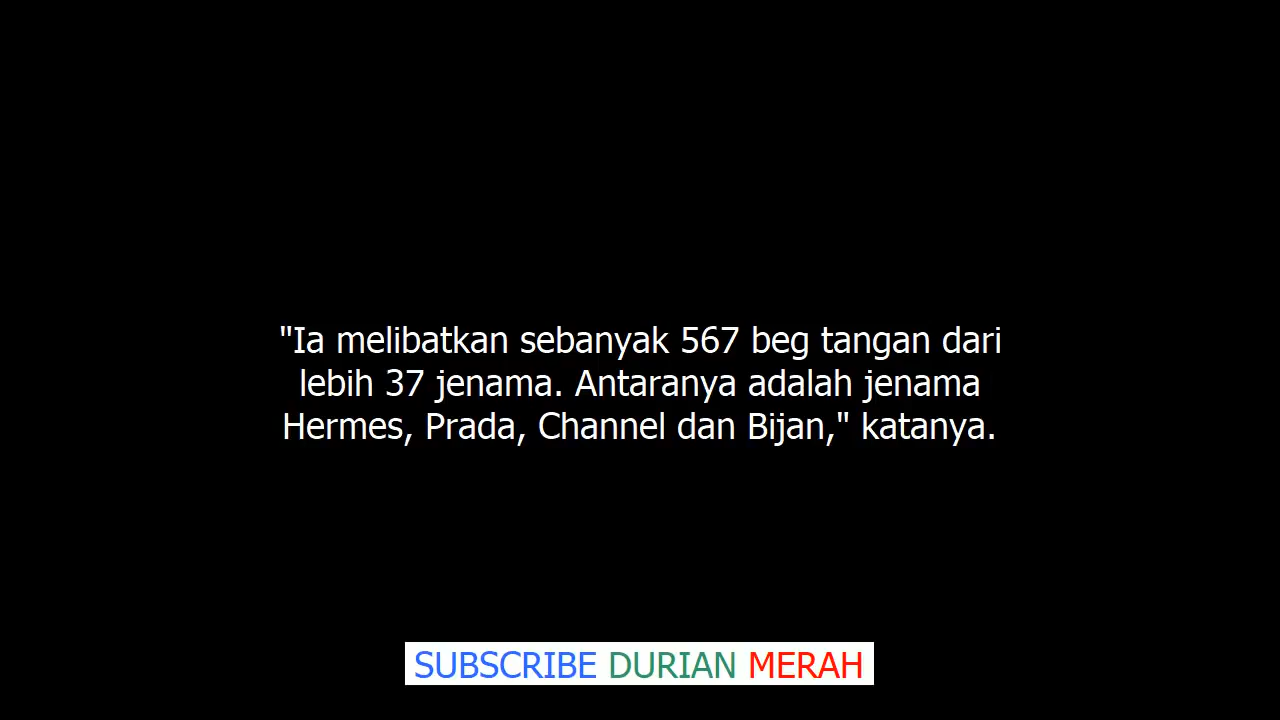 "Ia melibatkan sebanyak 567 beg tangan dari
lebih 37 jenama. Antaranya adalah jenama
Hermes, Prada, Channel dan Bijan," katanya.
SUBSCRIBE DURIAN MERAH